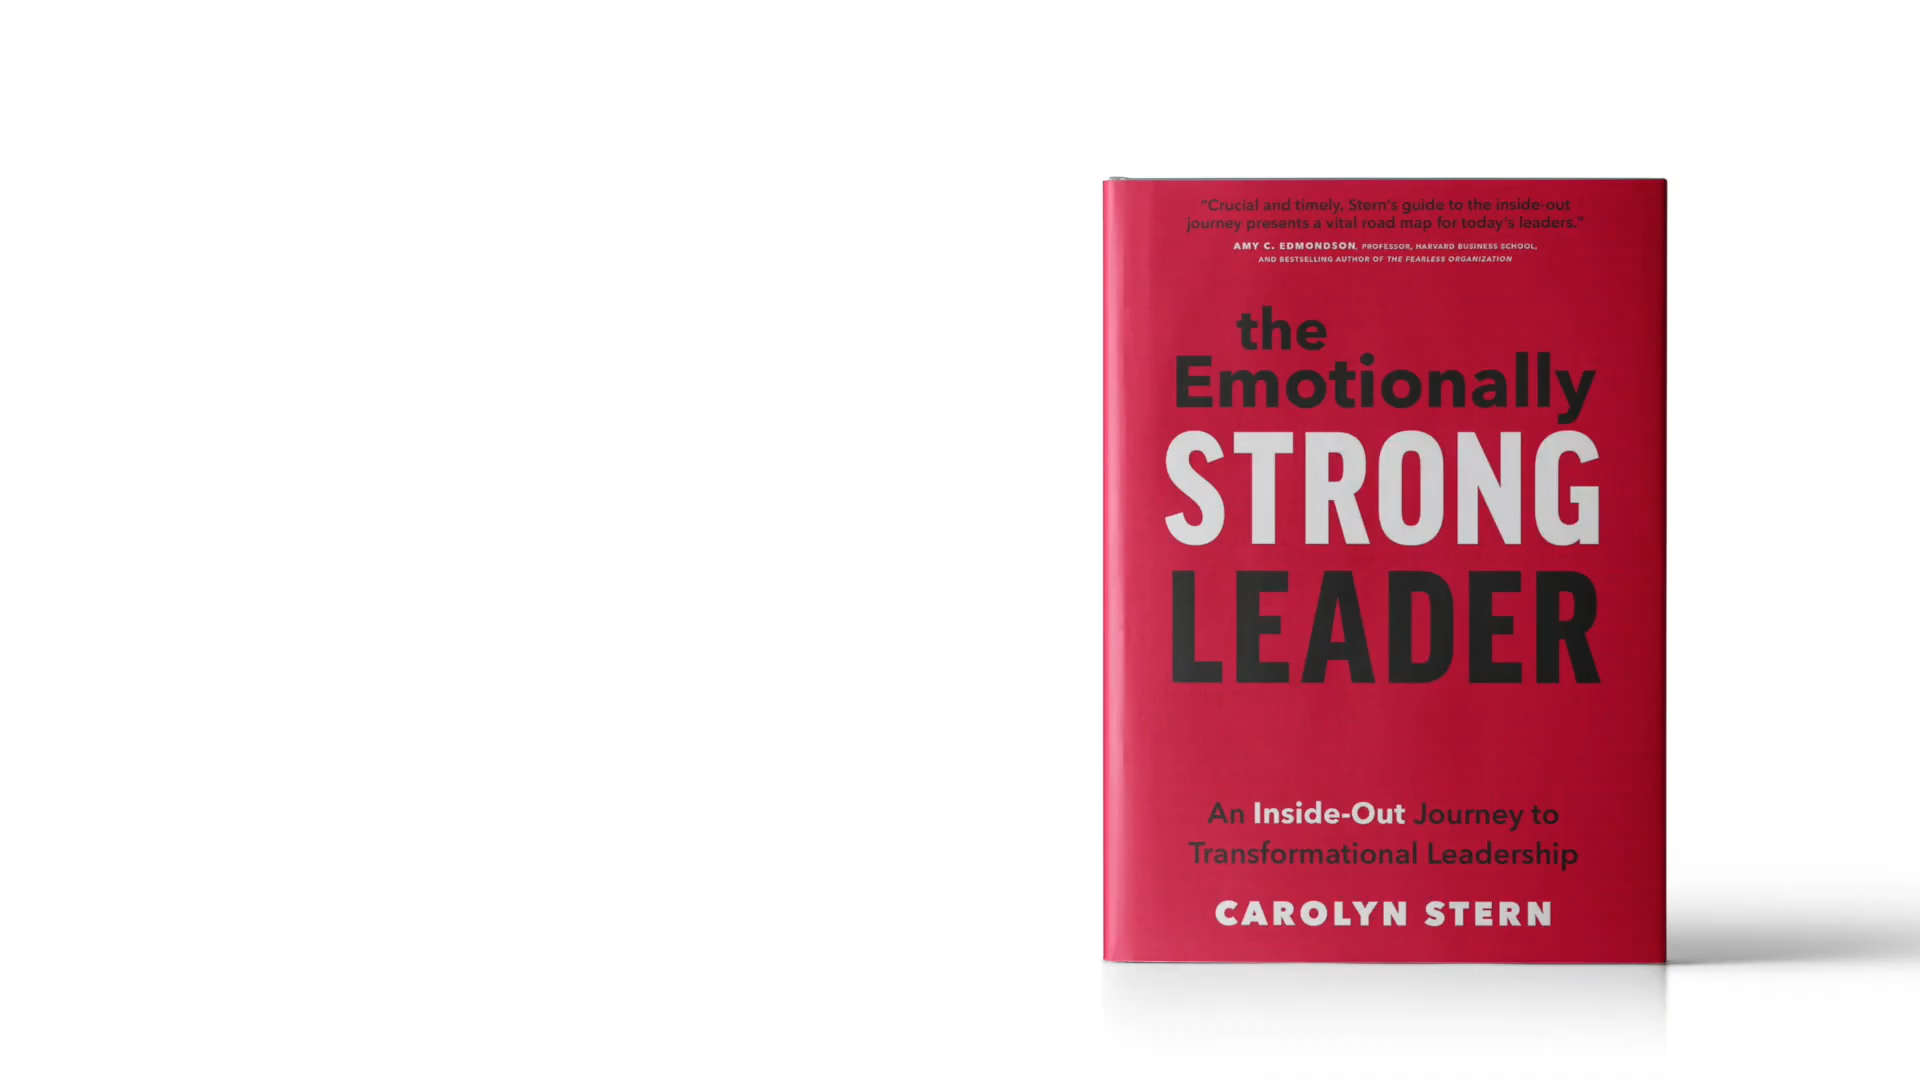 "Crucial and timely, Stern's guide to the inside-out
journey presents a vital road map for today's leaders."
AMY C. EDMONDSON, PROFESSOR, HARVARD BUSINESS SCHOOL,
AND BESTSELLING AUTHOR OF THE FEARLESS ORGANIZATION
the
Emotionally
STRONG
LEADER
An Inside-Out Journey to
Transformational Leadership
CAROLYN STERN